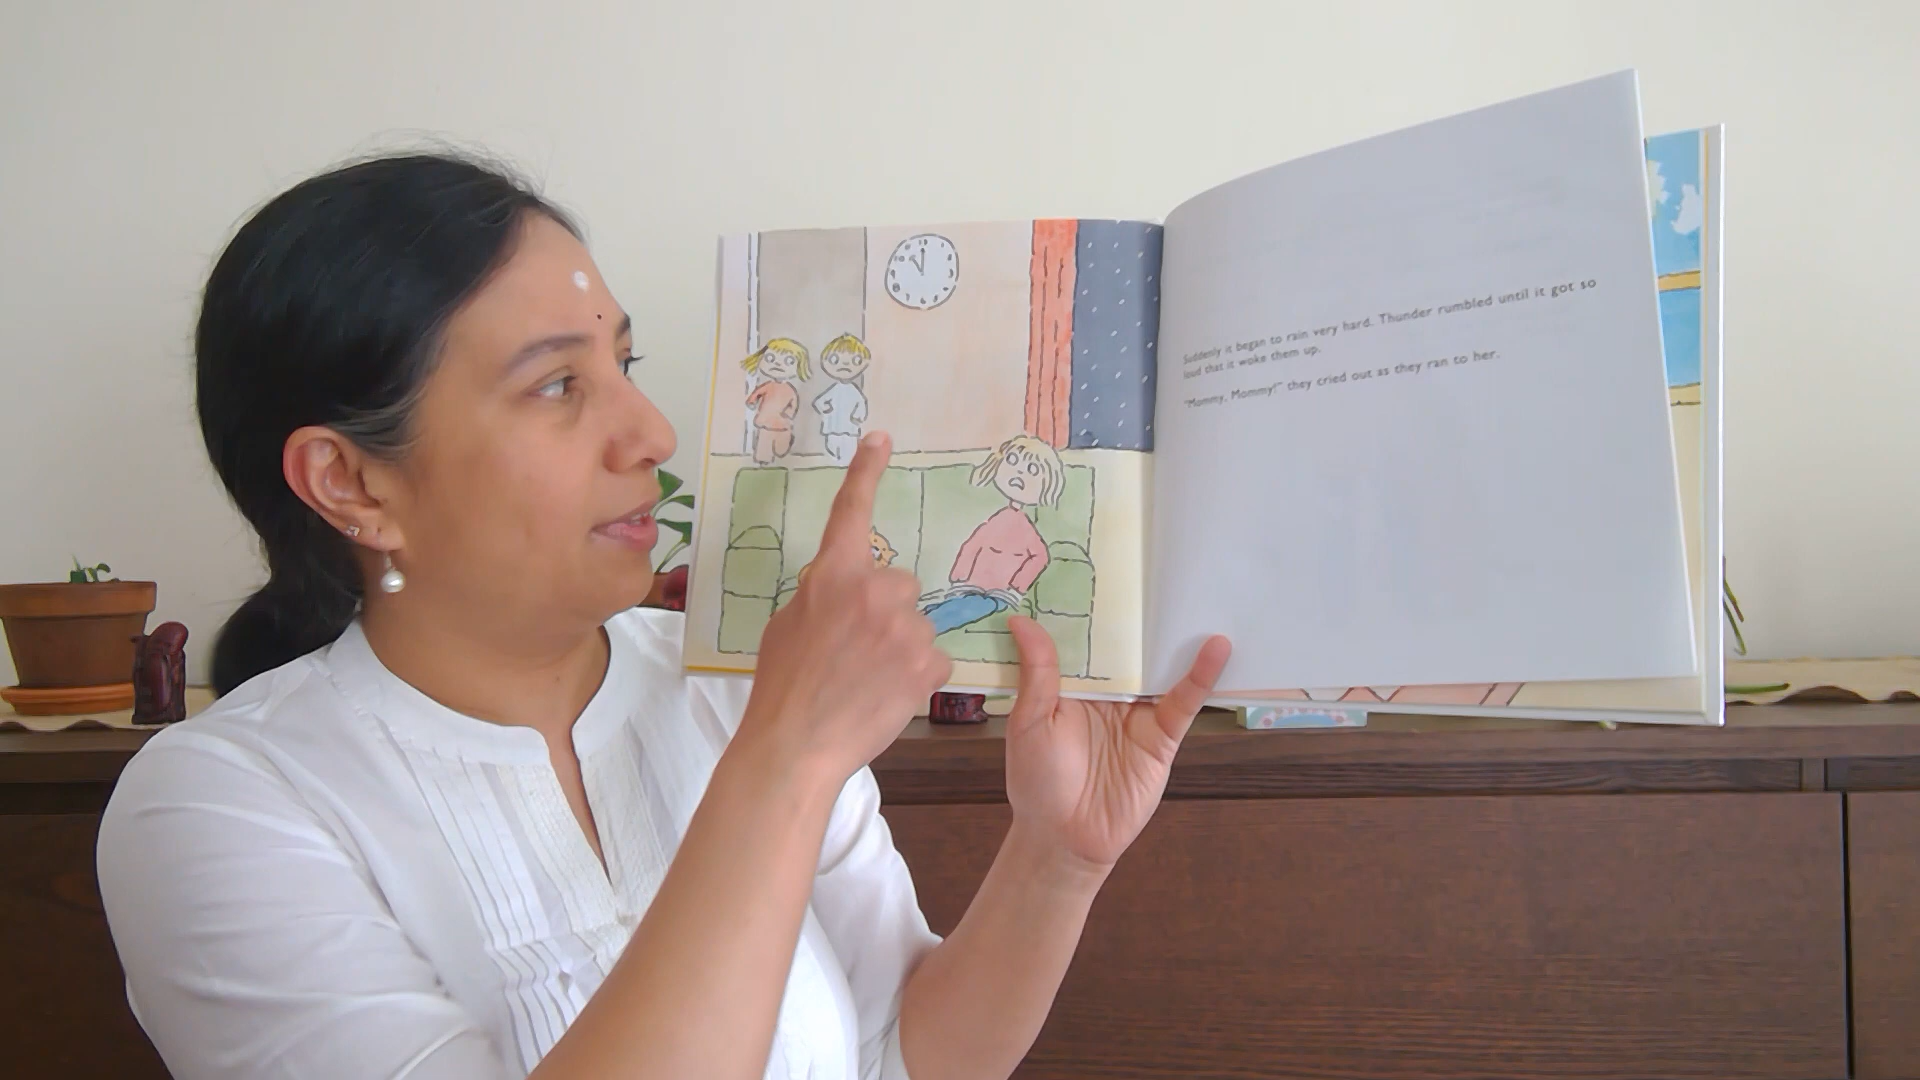 Suddenly it began to rain very hard. Thunder rumbled until it got so
loud that it woke them up.
"Mommy, Mommy!" they cried out as they ran to her.